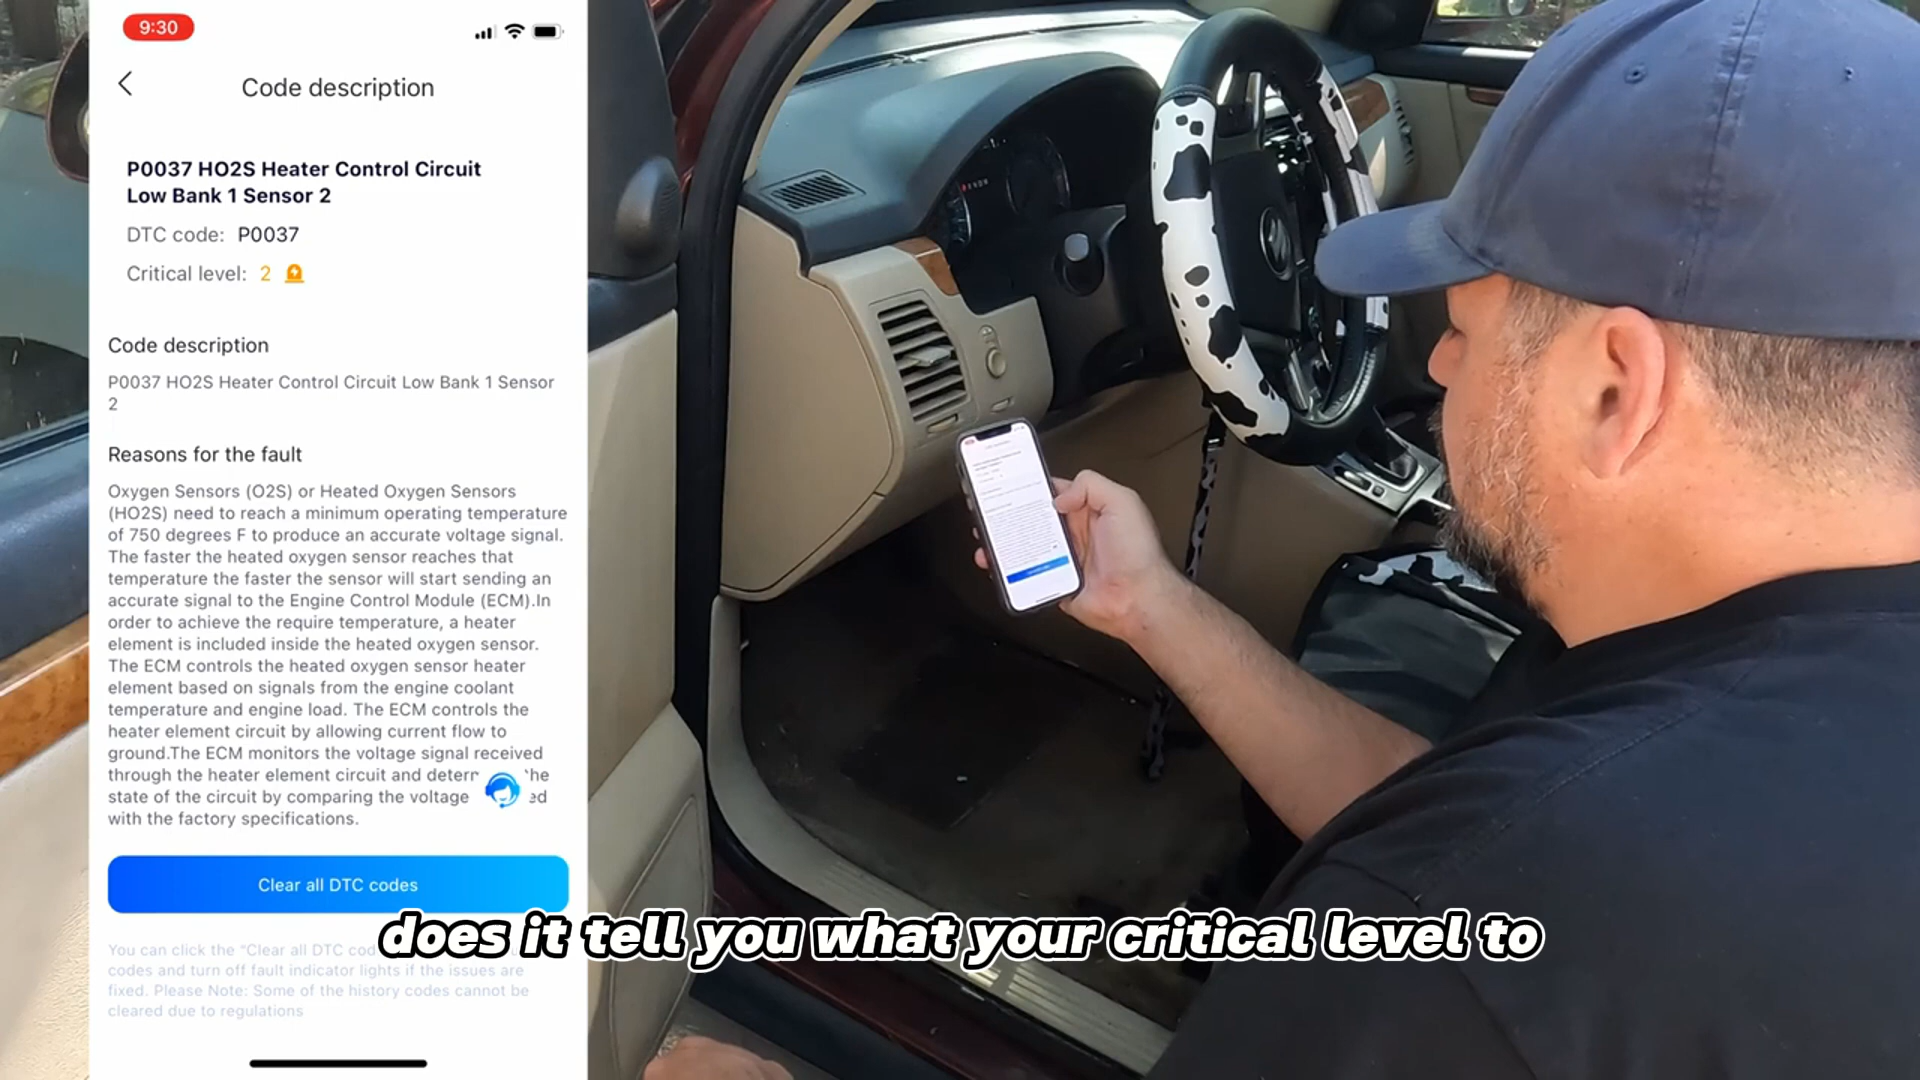 9:30
Code description
P0037 HO2S Heater Control Circuit
Low Bank 1 Sensor 2
DTC code: P0037
Critical level: 2
Code description
P0037 HO2S Heater Control Circuit Low Bank 1 Sensor
2
Reasons for the fault
Oxygen Sensors (O2S) or Heated Oxygen Sensors
(HO2S) need to reach a minimum operating temperature
of 750 degrees F to produce an accurate voltage signal.
The faster the heated oxygen sensor reaches that
temperature the faster the sensor will start sending an
accurate signal to the Engine Control Module (ECM).In
order to achieve the require temperature, a heater
element is included inside the heated oxygen sensor.
The ECM controls the heated oxygen sensor heater
element based on signals from the engine coolant
temperature and engine load. The ECM controls the
heater element circuit by allowing current flow to
ground.The ECM monitors the voltage signal received
through the heater element circuit and
state of the circuit by comparing the voltage
with the factory specifications.
Clear all DTC codes
does it tell you what your critical level to
You can click the "Clear all DTC
codes and turn off fault indicator lights if the issues are
fixed. Please Note: Some of the history codes cannot be
cleared due to regulations